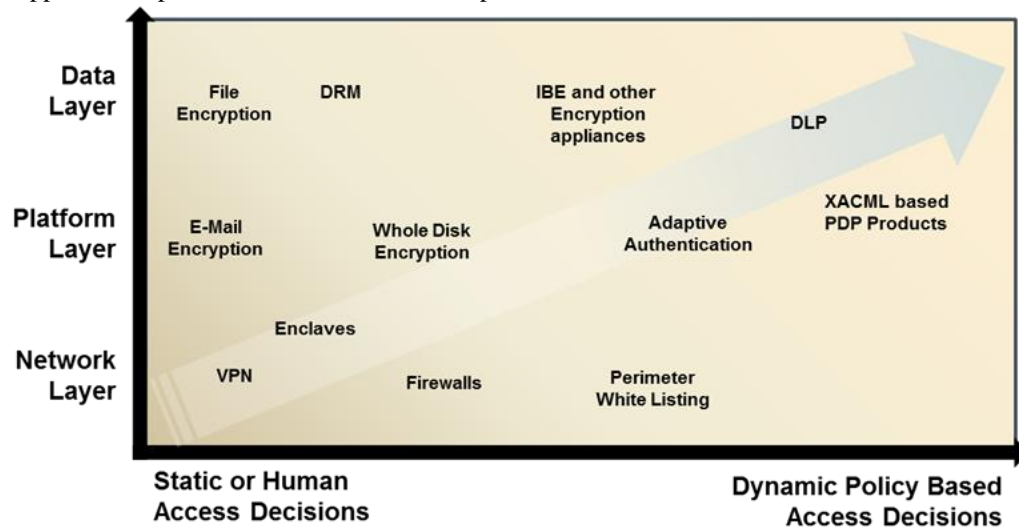 Data
Layer
File
Encryption
DRM
IBE and other
Encryption
appliances
DLP
Platform
Layer
E-Mail
Encryption
Whole Disk
Encryption
Adaptive
Authentication
XACML based
PDP Products
Enclaves
Network
Layer
VPN
Firewalls
Perimeter
White Listing
Static or Human
Access Decisions
Dynamic Policy Based
Access Decisions